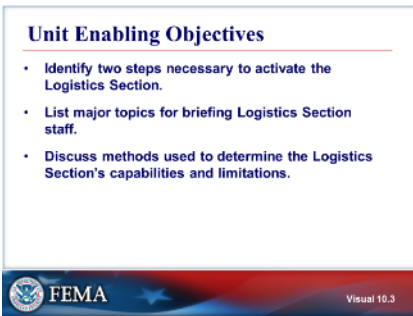 Unit Enabling Objectives
• Identify two steps necessary to activate the
Logistics Section.
• List major topics for briefing Logistics Section
staff.
• Discuss methods used to determine the Logistics
Section's capabilities and limitations.
FEMA
Visual 10.3